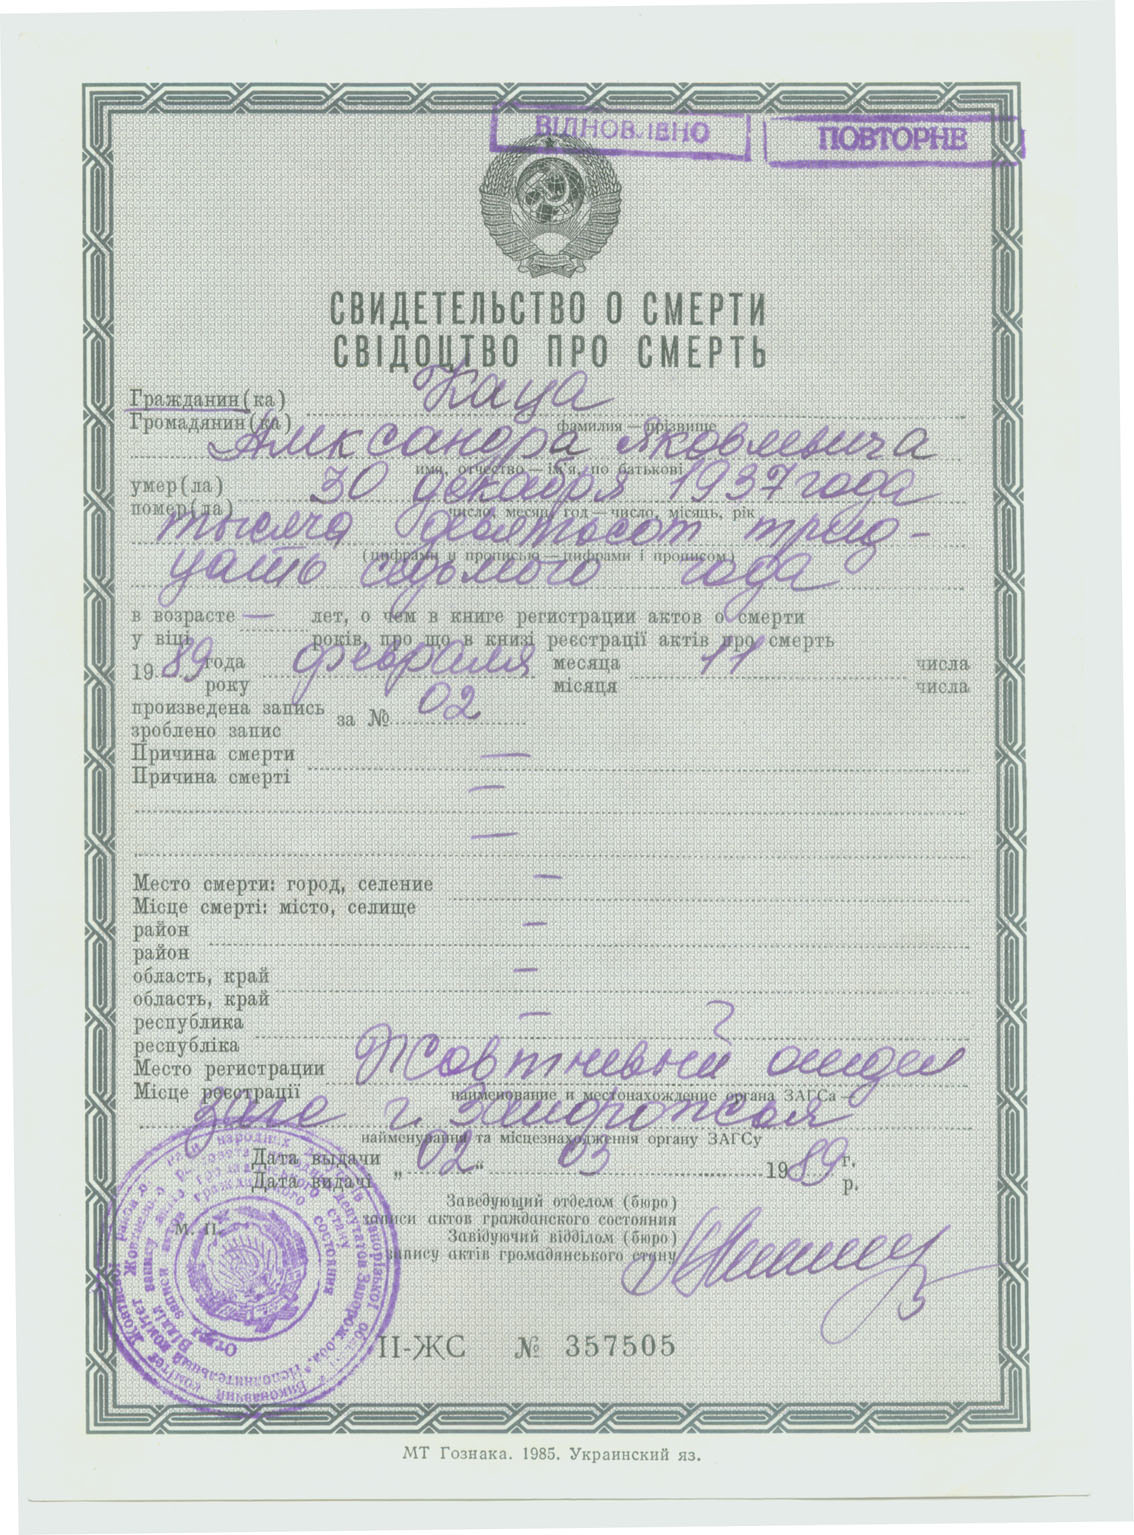 ВІДНОВЛЕНО ПОВТОРНЕ
СВИДЕТЕЛЬСТВО О СМЕРТИ
СВІДОЦТВО ПРО СМЕРТЬ
Гражданин(ка) Каца
Громадянин(ка)
фамилия — прізвище
Александра Яковлевича
имя, отчество — ім'я, по батькові
умер(ла) 30 декабря 1937 года
помер(ла)
число, месяц, год — число, місяць, рік
тысяча девятьсот трид-
(цифрами и прописью — цифрами і прописом)
цать седьмого года
в возрасте — лет, о чем в книге регистрации актов о смерти
у віці років, про що в книзі реєстрації актів про смерть
1989 года февраля месяца 11 числа
року місяця числа
произведена запись за № 02
зроблено запис
Причина смерти —
Причина смерті
—
—
Место смерти: город, селение —
Місце смерті: місто, селище
район —
район
область, край —
область, край
республика —
республіка
Место регистрации Жовтневый отдел
Місце реєстрації
наименование и местонахождение органа ЗАГСа
загс г. Запорожья
найменування та місцезнаходження органу ЗАГСу
Дата выдачи „02“ 03 1989 г.
Дата видачі р.
Заведующий отделом (бюро)
записи актов гражданского состояния
М. П.
Завідуючий відділом (бюро)
запису актів громадянського стану
II-ЖС № 357505
МТ Гознака. 1985. Украинский яз.